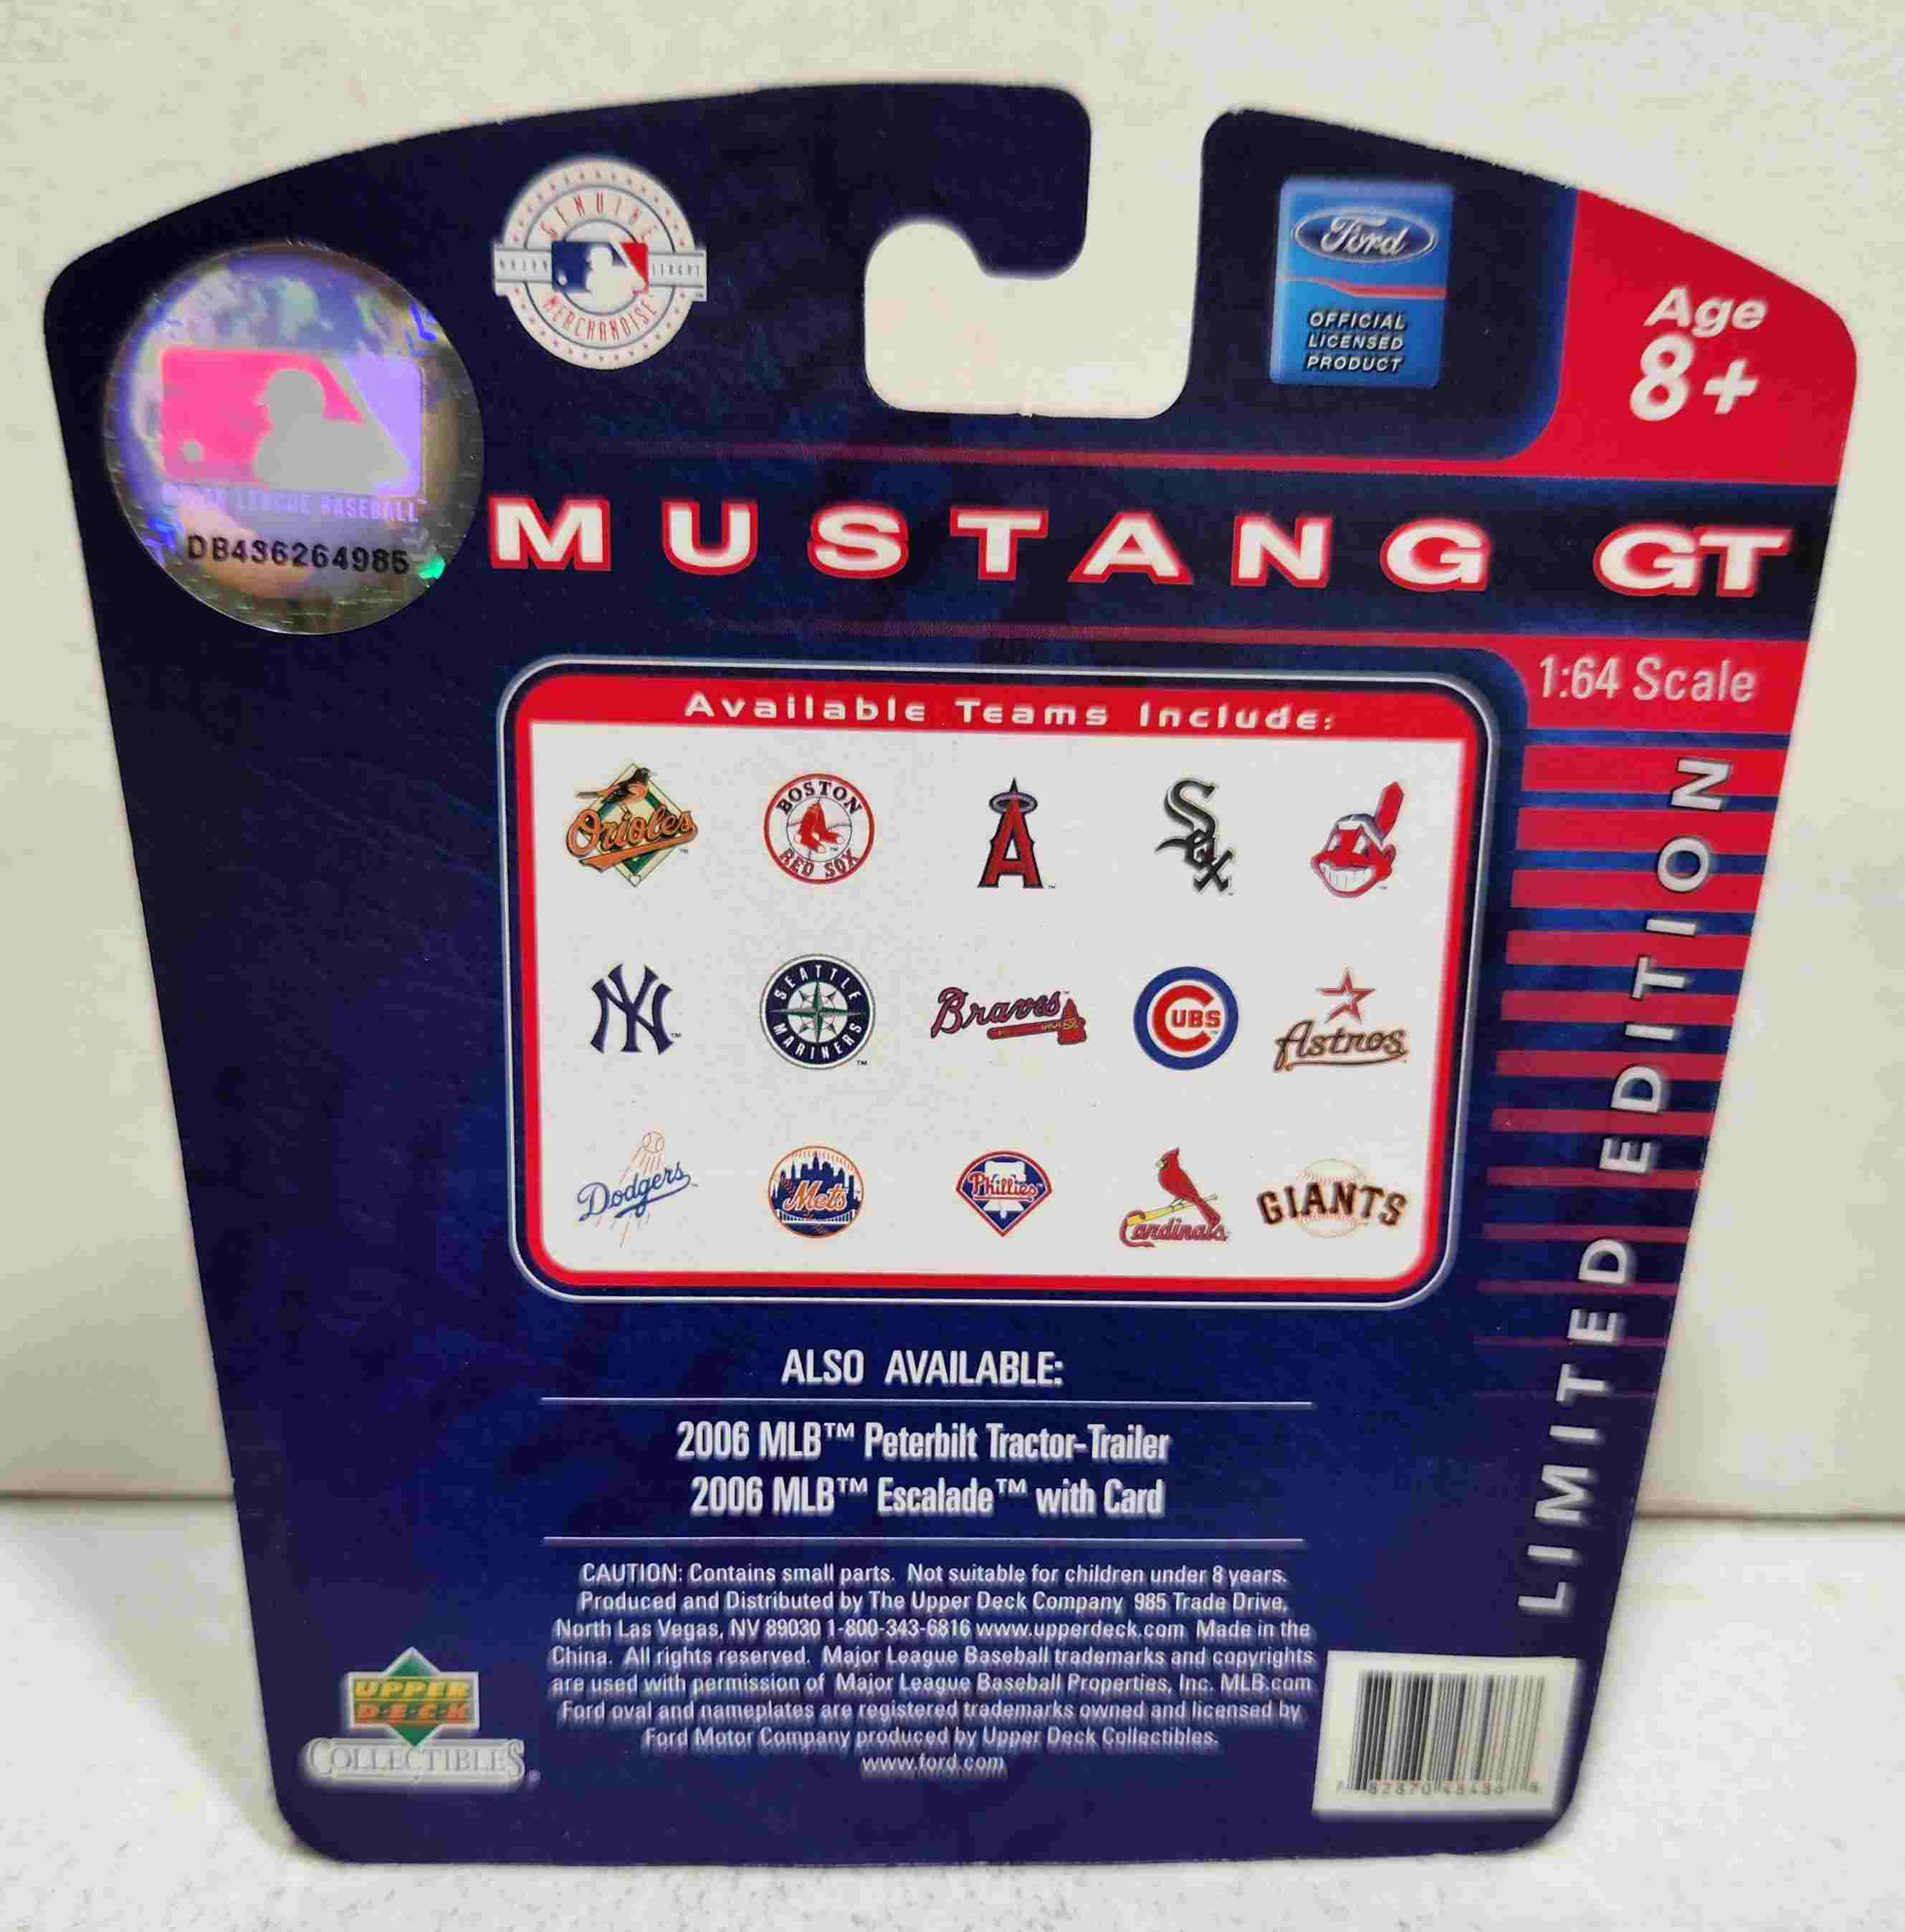 GENUINE
MAJOR LEAGUE
MERCHANDISE
Ford
OFFICIAL
LICENSED
PRODUCT
Age
8+
MAJOR LEAGUE BASEBALL™
DB436264985
MUSTANG GT
1:64 Scale
LIMITED EDITION
Available Teams Include:
Orioles™
BOSTON
RED SOX
A
Sox
NY
SEATTLE
MARINERS
Braves
CUBS
Astros
Dodgers
Mets
Phillies
Cardinals
GIANTS
ALSO AVAILABLE:
2006 MLB™ Peterbilt Tractor-Trailer
2006 MLB™ Escalade™ with Card
CAUTION: Contains small parts. Not suitable for children under 8 years.
Produced and Distributed by The Upper Deck Company 985 Trade Drive,
North Las Vegas, NV 89030 1-800-343-6816 www.upperdeck.com Made in the
China. All rights reserved. Major League Baseball trademarks and copyrights
are used with permission of Major League Baseball Properties, Inc. MLB.com
Ford oval and nameplates are registered trademarks owned and licensed by
Ford Motor Company produced by Upper Deck Collectibles.
www.ford.com
UPPER
DECK
COLLECTIBLES®